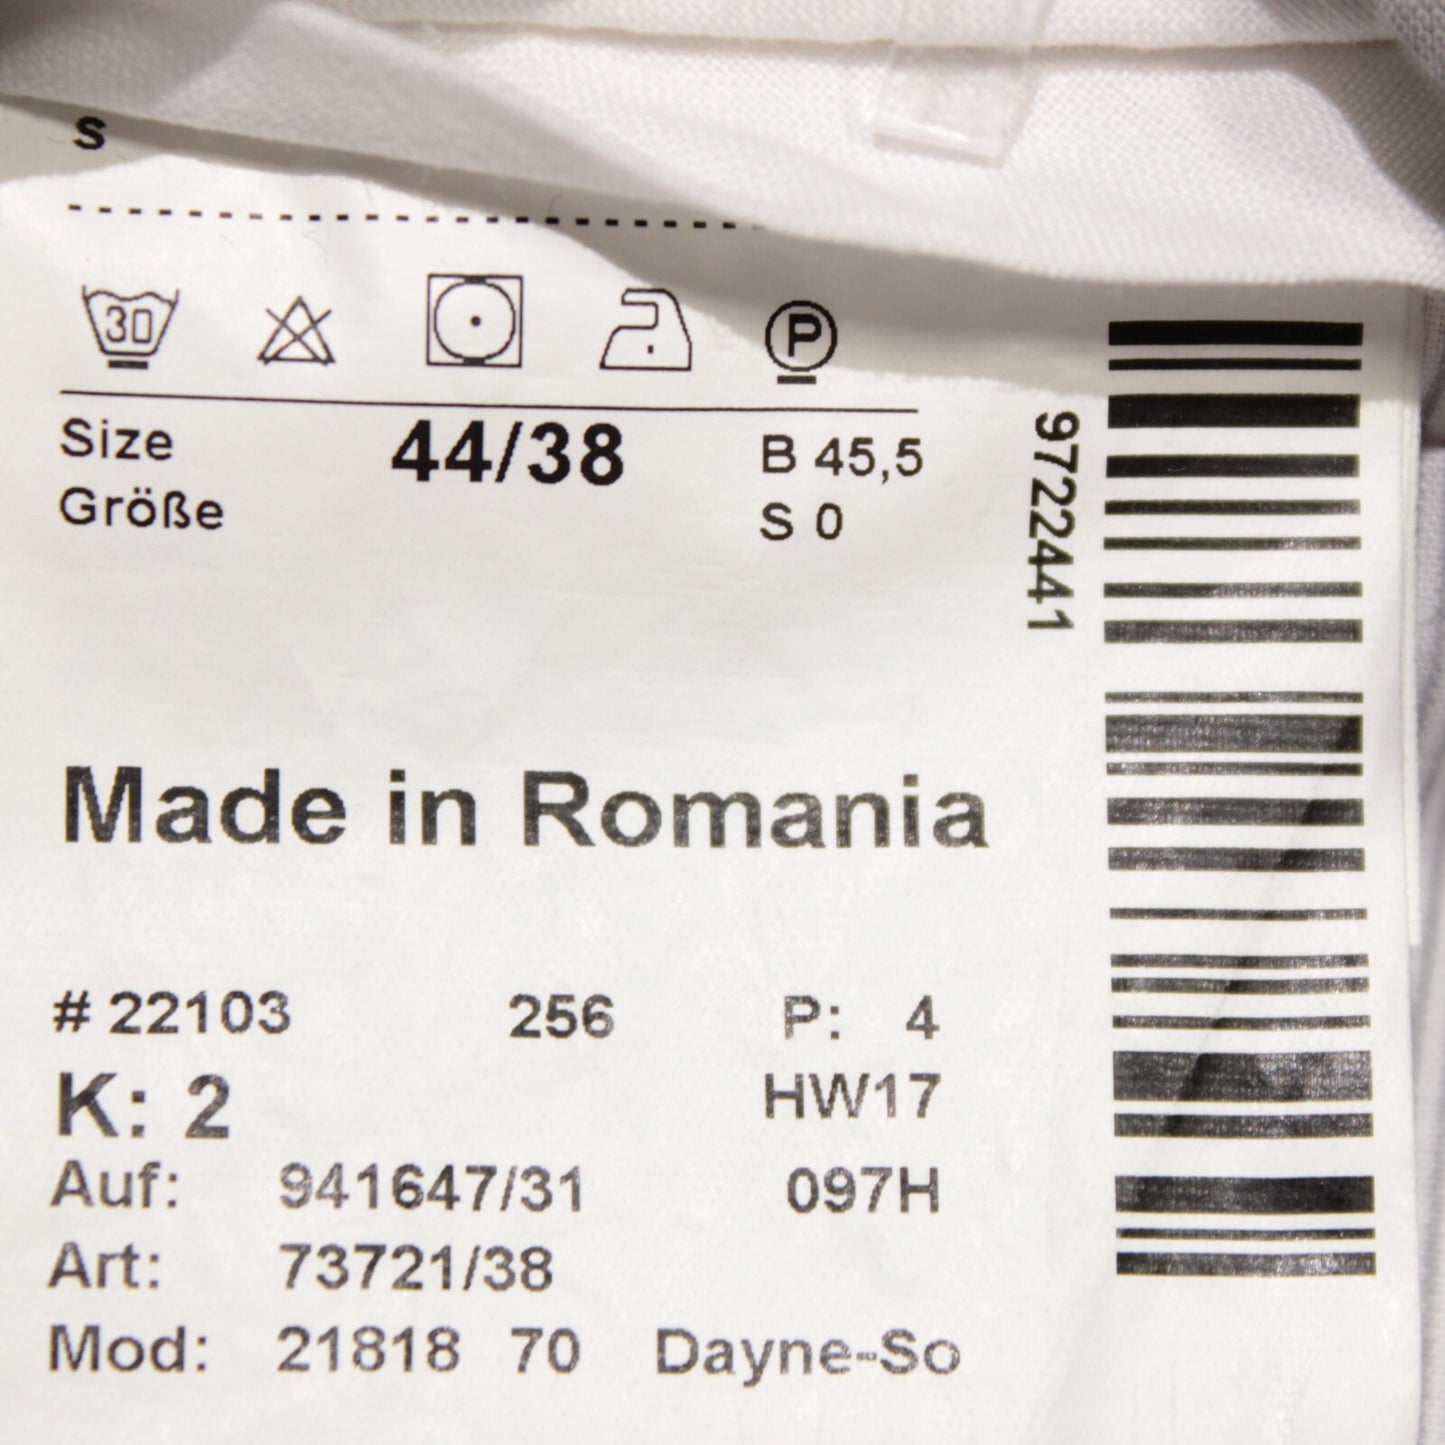 s
30 P
Size 44/38 B 45,5
Größe S 0
9722441
Made in Romania
# 22103 256 P: 4
K: 2 HW17
Auf: 941647/31 097H
Art: 73721/38
Mod: 21818 70 Dayne-So